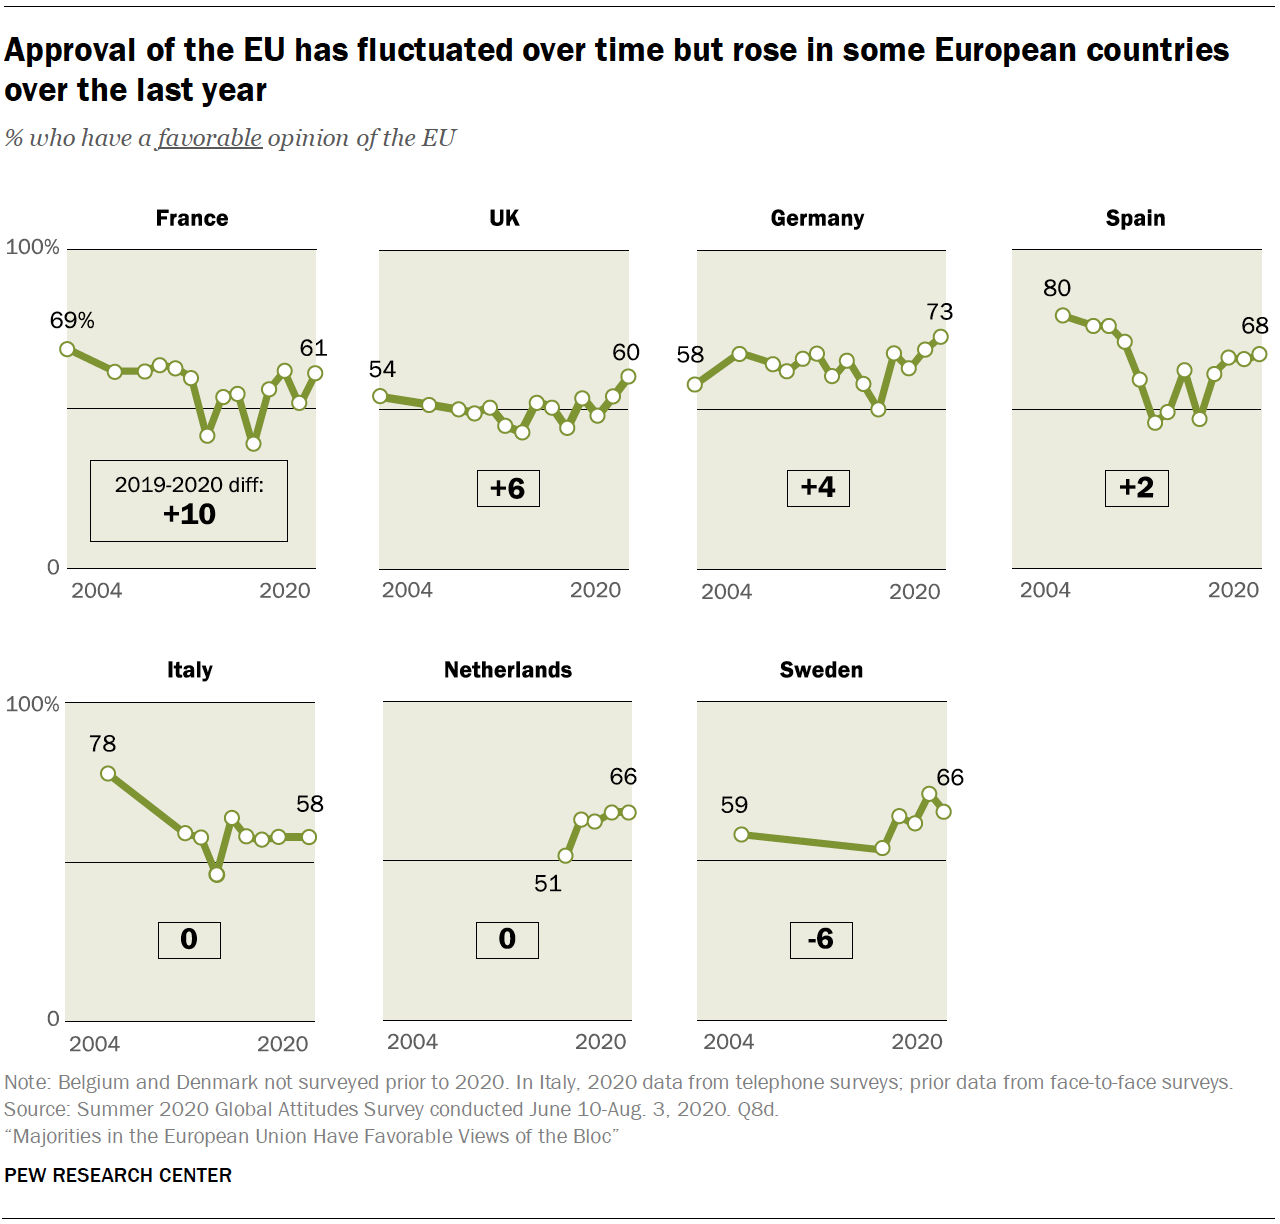 Approval of the EU has fluctuated over time but rose in some European countries
over the last year
% who have a favorable opinion of the EU
France
UK
Germany
Spain
100%
69%
61
54
60
58
73
80
68
2019-2020 diff:
+10
+6
+4
+2
0
2004
2020
2004
2020
2004
2020
2004
2020
Italy
Netherlands
Sweden
100%
78
58
51
66
59
66
0
0
-6
0
2004
2020
2004
2020
2004
2020
Note: Belgium and Denmark not surveyed prior to 2020. In Italy, 2020 data from telephone surveys; prior data from face-to-face surveys.
Source: Summer 2020 Global Attitudes Survey conducted June 10-Aug. 3, 2020. Q8d.
“Majorities in the European Union Have Favorable Views of the Bloc”
PEW RESEARCH CENTER